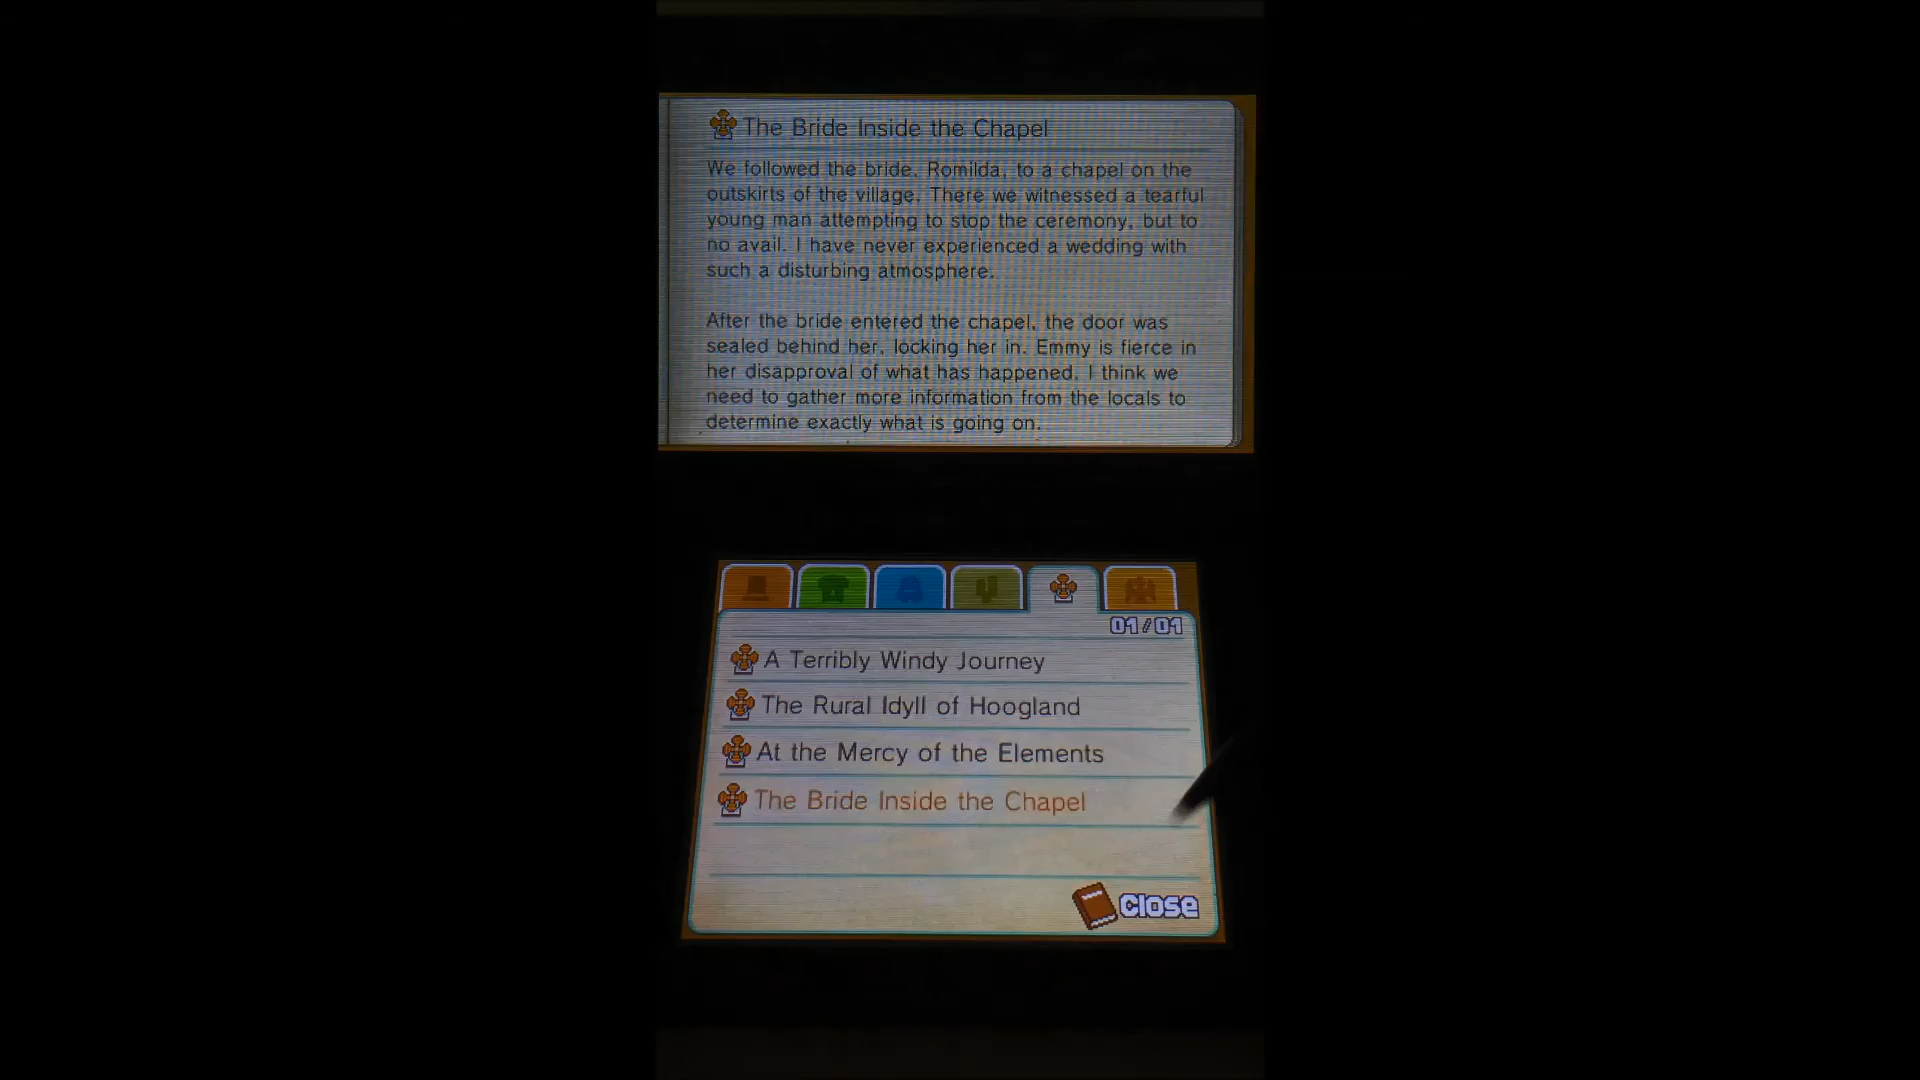 The Bride Inside the Chapel
We followed the bride, Romilda, to a chapel on the
outskirts of the village. There we witnessed a tearful
young man attempting to stop the ceremony, but to
no avail. I have never experienced a wedding with
such a disturbing atmosphere.
After the bride entered the chapel, the door was
sealed behind her, locking her in. Emmy is fierce in
her disapproval of what has happened. I think we
need to gather more information from the locals to
determine exactly what is going on.
01/01
A Terribly Windy Journey
The Rural Idyll of Hoogland
At the Mercy of the Elements
The Bride Inside the Chapel
Close